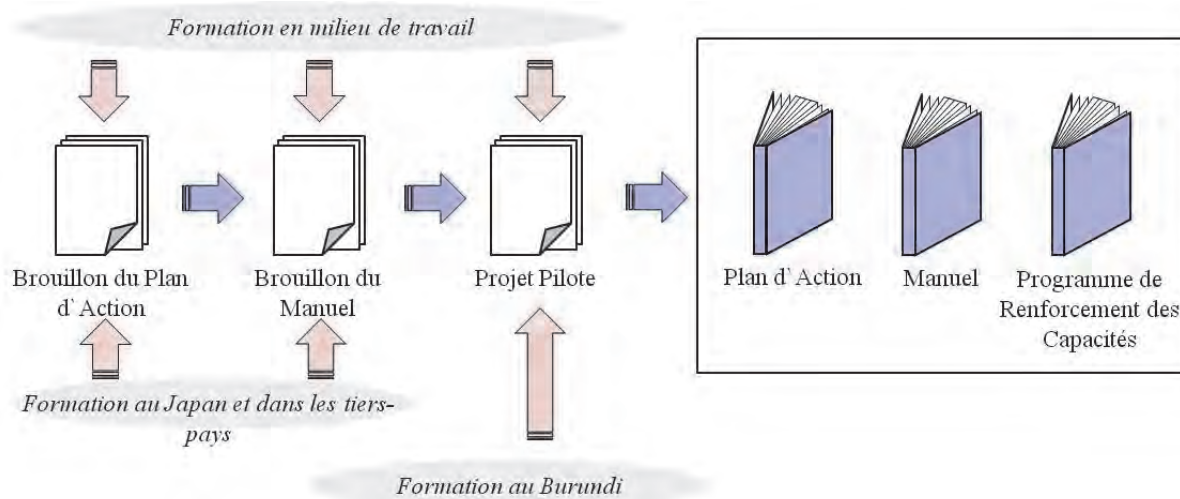 Formation en milieu de travail
Brouillon du Plan
d`Action
Brouillon du
Manuel
Projet Pilote
Plan d`Action
Manuel
Programme de
Renforcement des
Capacités
Formation au Japan et dans les tiers-
pays
Formation au Burundi